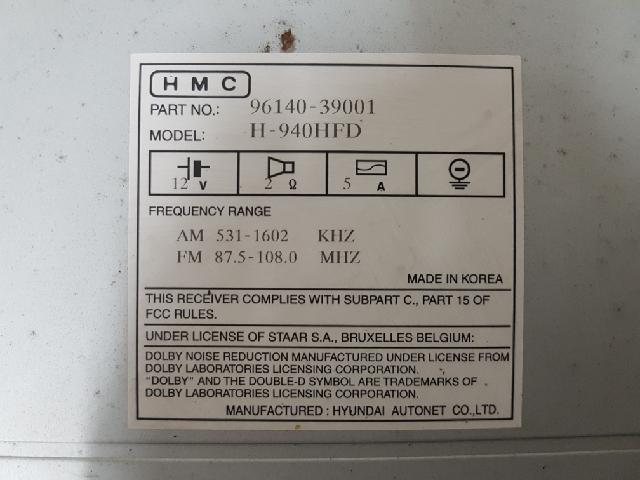 HMC
PART NO.: 96140-39001
MODEL: H-940HFD
12 V 2 Ω 5 A
FREQUENCY RANGE
AM 531-1602 KHZ
FM 87.5-108.0 MHZ
MADE IN KOREA
THIS RECEIVER COMPLIES WITH SUBPART C., PART 15 OF
FCC RULES.
UNDER LICENSE OF STAAR S.A., BRUXELLES BELGIUM:
DOLBY NOISE REDUCTION MANUFACTURED UNDER LICENSE FROM
DOLBY LABORATORIES LICENSING CORPORATION.
"DOLBY" AND THE DOUBLE-D SYMBOL ARE TRADEMARKS OF
DOLBY LABORATORIES LICENSING CORPORATION.
MANUFACTURED : HYUNDAI AUTONET CO.,LTD.